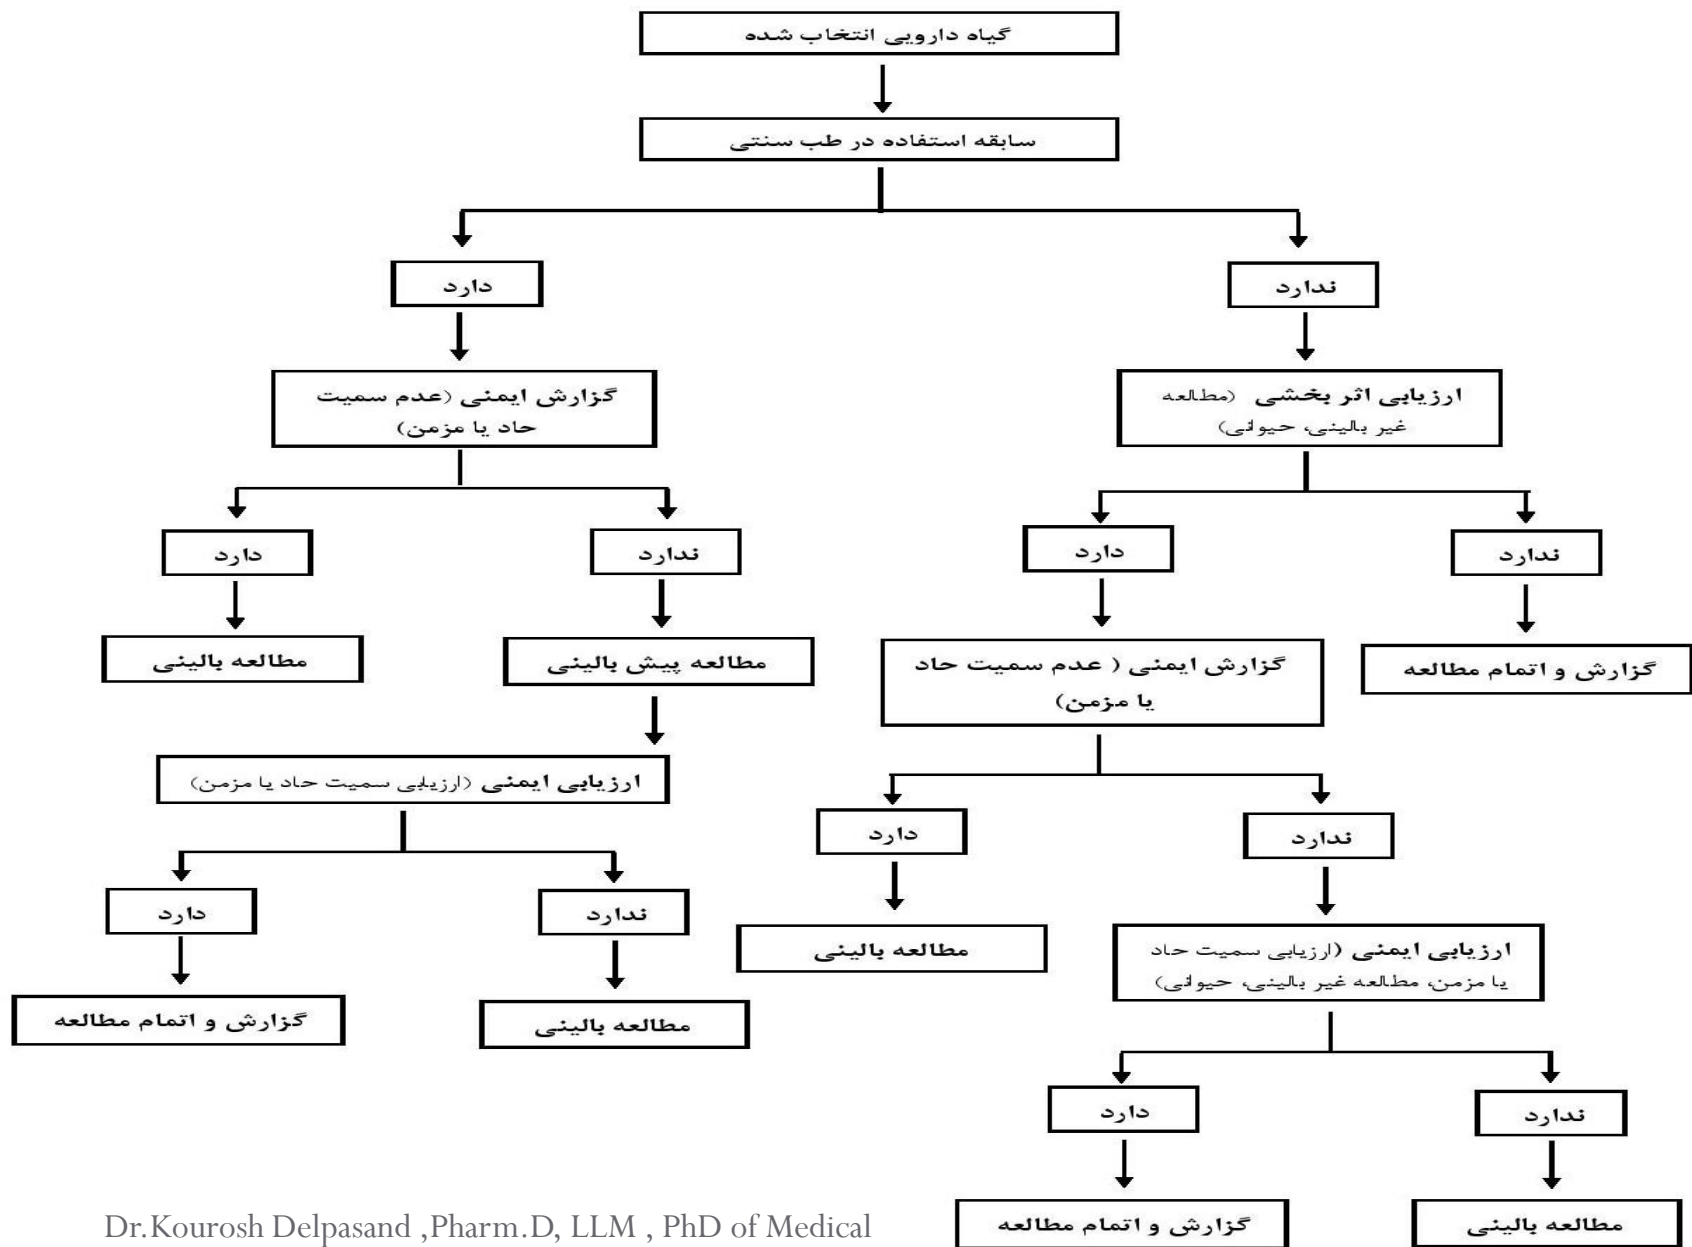 گیاه دارویی انتخاب شده
سابقه استفاده در طب سنتی
دارد
ندارد
گزارش ایمنی (عدم سمیت
حاد یا مزمن)
ارزیابی اثر بخشی (مطالعه
غیر بالینی، حیوانی)
دارد
ندارد
دارد
ندارد
مطالعه بالینی
مطالعه پیش بالینی
گزارش ایمنی ( عدم سمیت حاد
یا مزمن)
گزارش و اتمام مطالعه
ارزیابی ایمنی (ارزیابی سمیت حاد یا مزمن)
دارد
ندارد
دارد
ندارد
گزارش و اتمام مطالعه
مطالعه بالینی
مطالعه بالینی
ارزیابی ایمنی (ارزیابی سمیت حاد
یا مزمن، مطالعه غیر بالینی، حیوانی)
دارد
ندارد
گزارش و اتمام مطالعه
مطالعه بالینی
Dr.Kourosh Delpasand ,Pharm.D, LLM , PhD of Medical